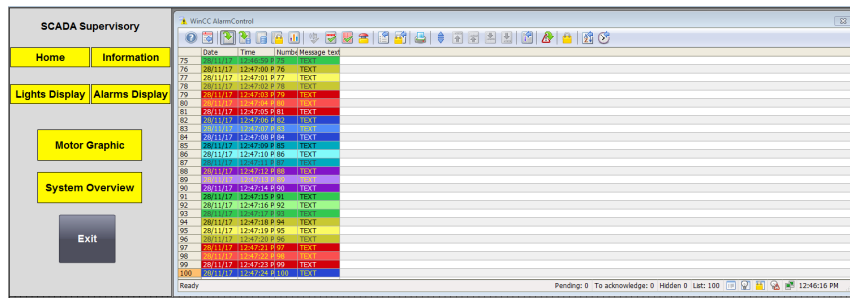 SCADA Supervisory
Home
Information
Lights Display
Alarms Display
Motor Graphic
System Overview
Exit
WinCC AlarmControl
Date Time Numbe Message text
75 28/11/17 12:46:59 P 75 TEXT
76 28/11/17 12:47:00 P 76 TEXT
77 28/11/17 12:47:01 P 77 TEXT
78 28/11/17 12:47:02 P 78 TEXT
79 28/11/17 12:47:03 P 79 TEXT
80 28/11/17 12:47:04 P 80 TEXT
81 28/11/17 12:47:05 P 81 TEXT
82 28/11/17 12:47:06 P 82 TEXT
83 28/11/17 12:47:07 P 83 TEXT
84 28/11/17 12:47:08 P 84 TEXT
85 28/11/17 12:47:09 P 85 TEXT
86 28/11/17 12:47:10 P 86 TEXT
87 28/11/17 12:47:11 P 87 TEXT
88 28/11/17 12:47:12 P 88 TEXT
89 28/11/17 12:47:13 P 89 TEXT
90 28/11/17 12:47:14 P 90 TEXT
91 28/11/17 12:47:15 P 91 TEXT
92 28/11/17 12:47:16 P 92 TEXT
93 28/11/17 12:47:17 P 93 TEXT
94 28/11/17 12:47:18 P 94 TEXT
95 28/11/17 12:47:19 P 95 TEXT
96 28/11/17 12:47:20 P 96 TEXT
97 28/11/17 12:47:21 P 97 TEXT
98 28/11/17 12:47:22 P 98 TEXT
99 28/11/17 12:47:23 P 99 TEXT
100 28/11/17 12:47:24 P 100 TEXT
Ready Pending: 0 To acknowledge: 0 Hidden 0 List: 100 12:46:16 PM